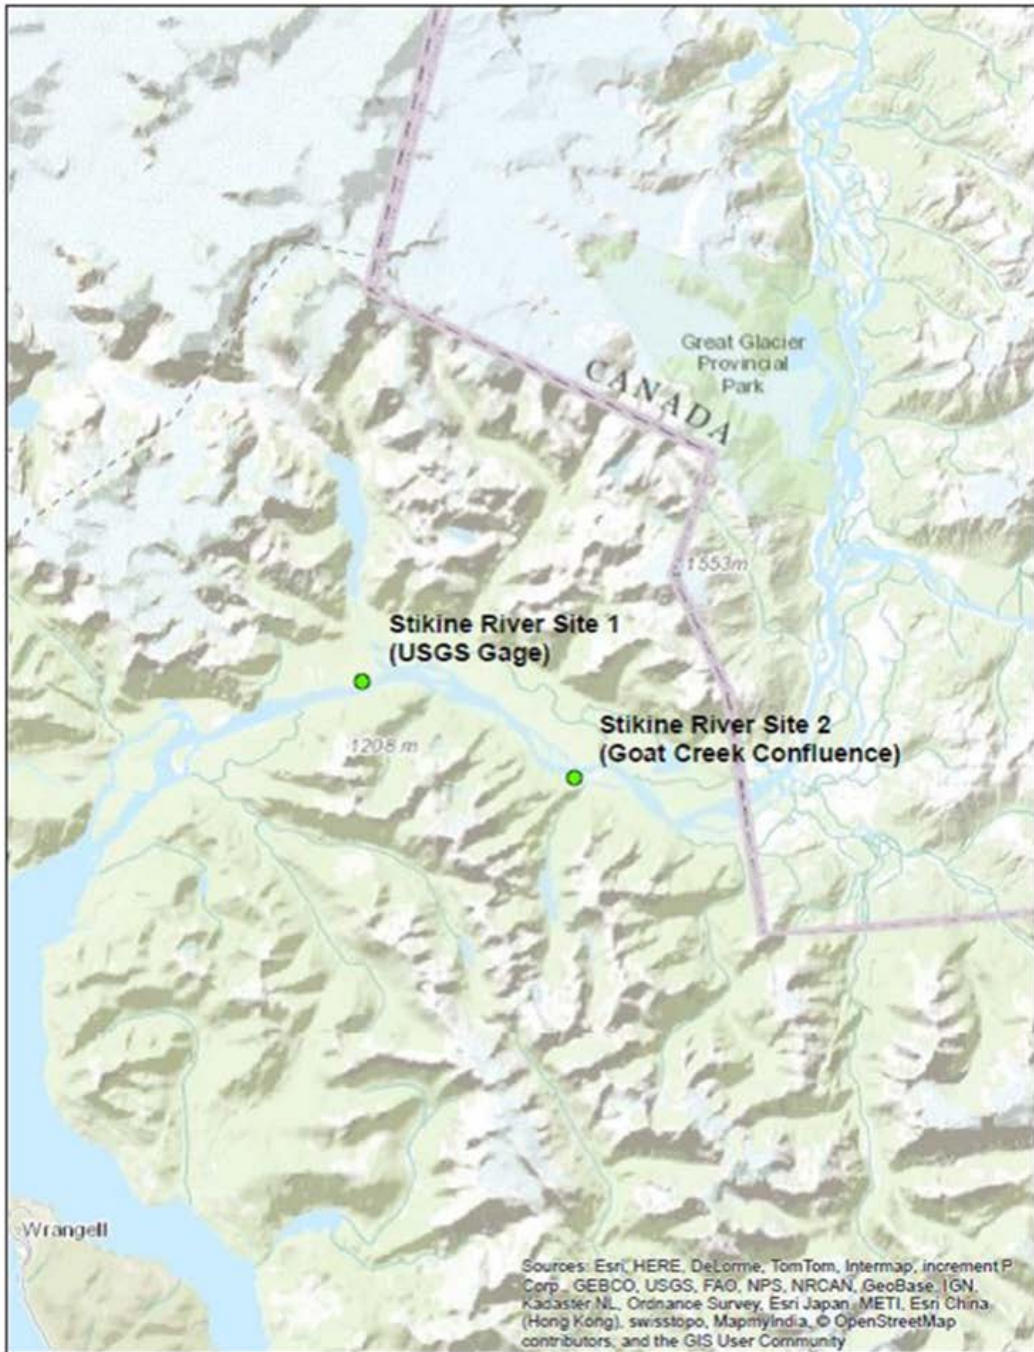 Great Glacier
Provincial
Park
CANADA
1553m
Stikine River Site 1
(USGS Gage)
Stikine River Site 2
(Goat Creek Confluence)
1208 m
Wrangell
Sources: Esri, HERE, DeLorme, TomTom, Intermap, increment P
Corp., GEBCO, USGS, FAO, NPS, NRCAN, GeoBase, IGN,
Kadaster NL, Ordnance Survey, Esri Japan, METI, Esri China
(Hong Kong), swisstopo, MapmyIndia, © OpenStreetMap
contributors, and the GIS User Community